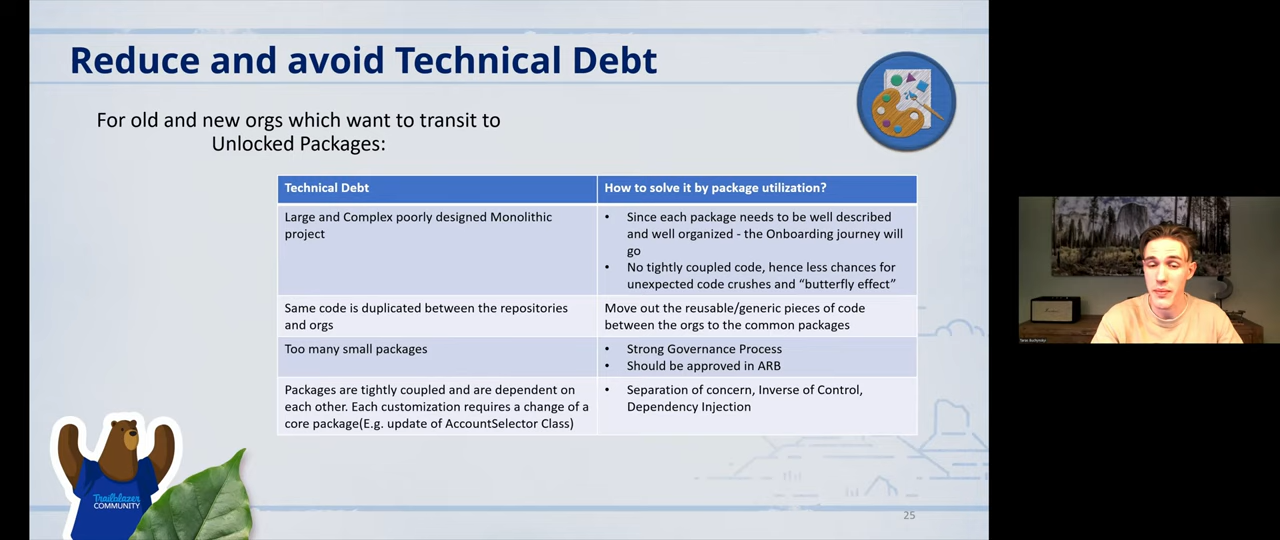 Reduce and avoid Technical Debt
For old and new orgs which want to transit to
Unlocked Packages:
Technical Debt
How to solve it by package utilization?
Large and Complex poorly designed Monolithic
project
• Since each package needs to be well described
and well organized - the Onboarding journey will
go
• No tightly coupled code, hence less chances for
unexpected code crushes and “butterfly effect”
Same code is duplicated between the repositories
and orgs
Move out the reusable/generic pieces of code
between the orgs to the common packages
Too many small packages
• Strong Governance Process
• Should be approved in ARB
Packages are tightly coupled and are dependent on
each other. Each customization requires a change of a
core package(E.g. update of AccountSelector Class)
• Separation of concern, Inverse of Control,
Dependency Injection
Trailblazer
COMMUNITY
25